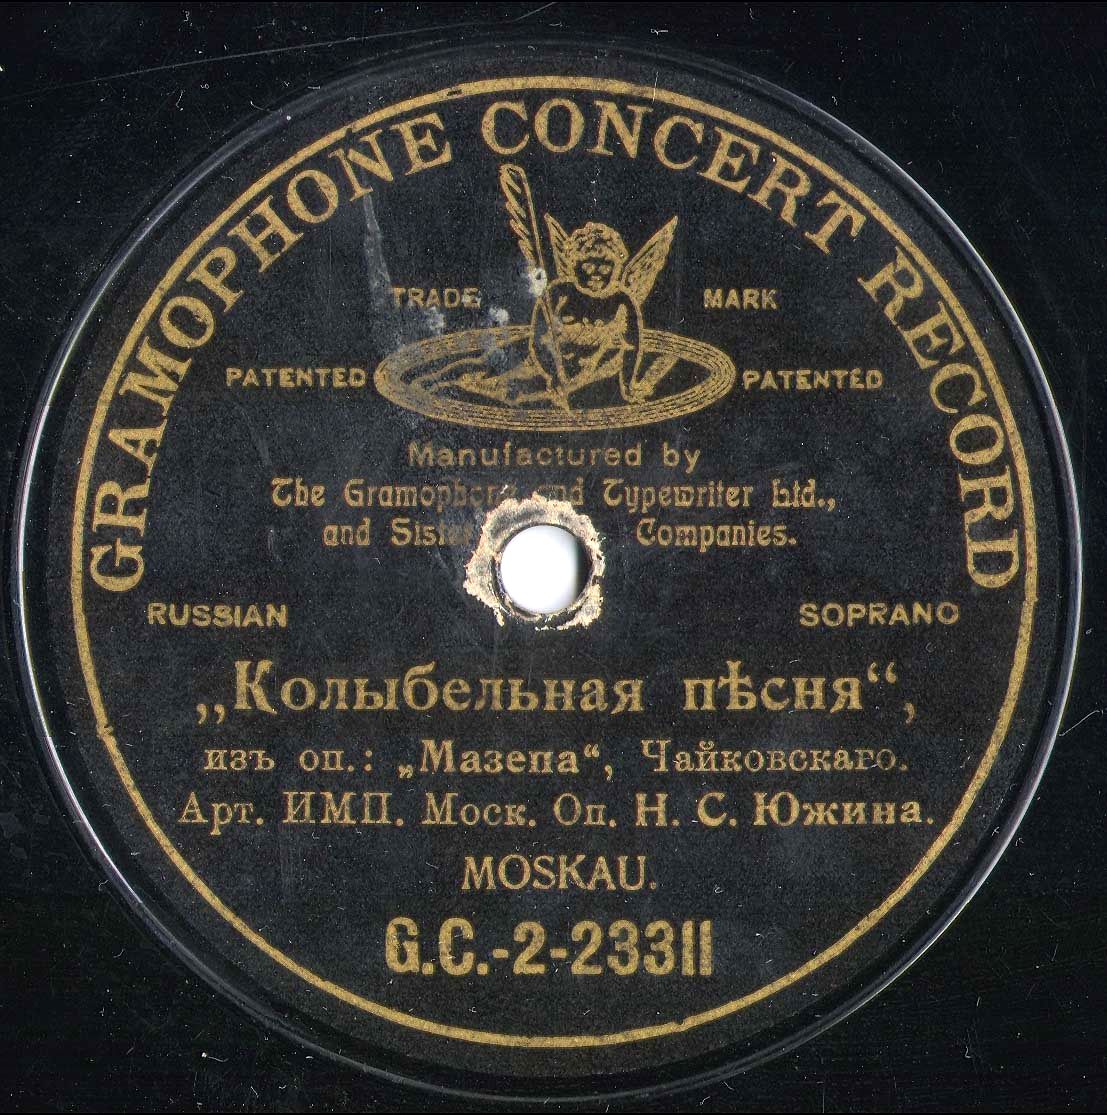 GRAMOPHONE CONCERT RECORD
TRADE MARK
PATENTED PATENTED
Manufactured by
The Gramophone and Typewriter Ltd.,
and Sister Companies.
RUSSIAN SOPRANO
„Колыбельная пѣсня“,
изъ оп.: „Мазепа“, Чайковскаго.
Арт. ИМП. Моск. Оп. Н. С. Южина.
MOSKAU.
G.C.-2-23311